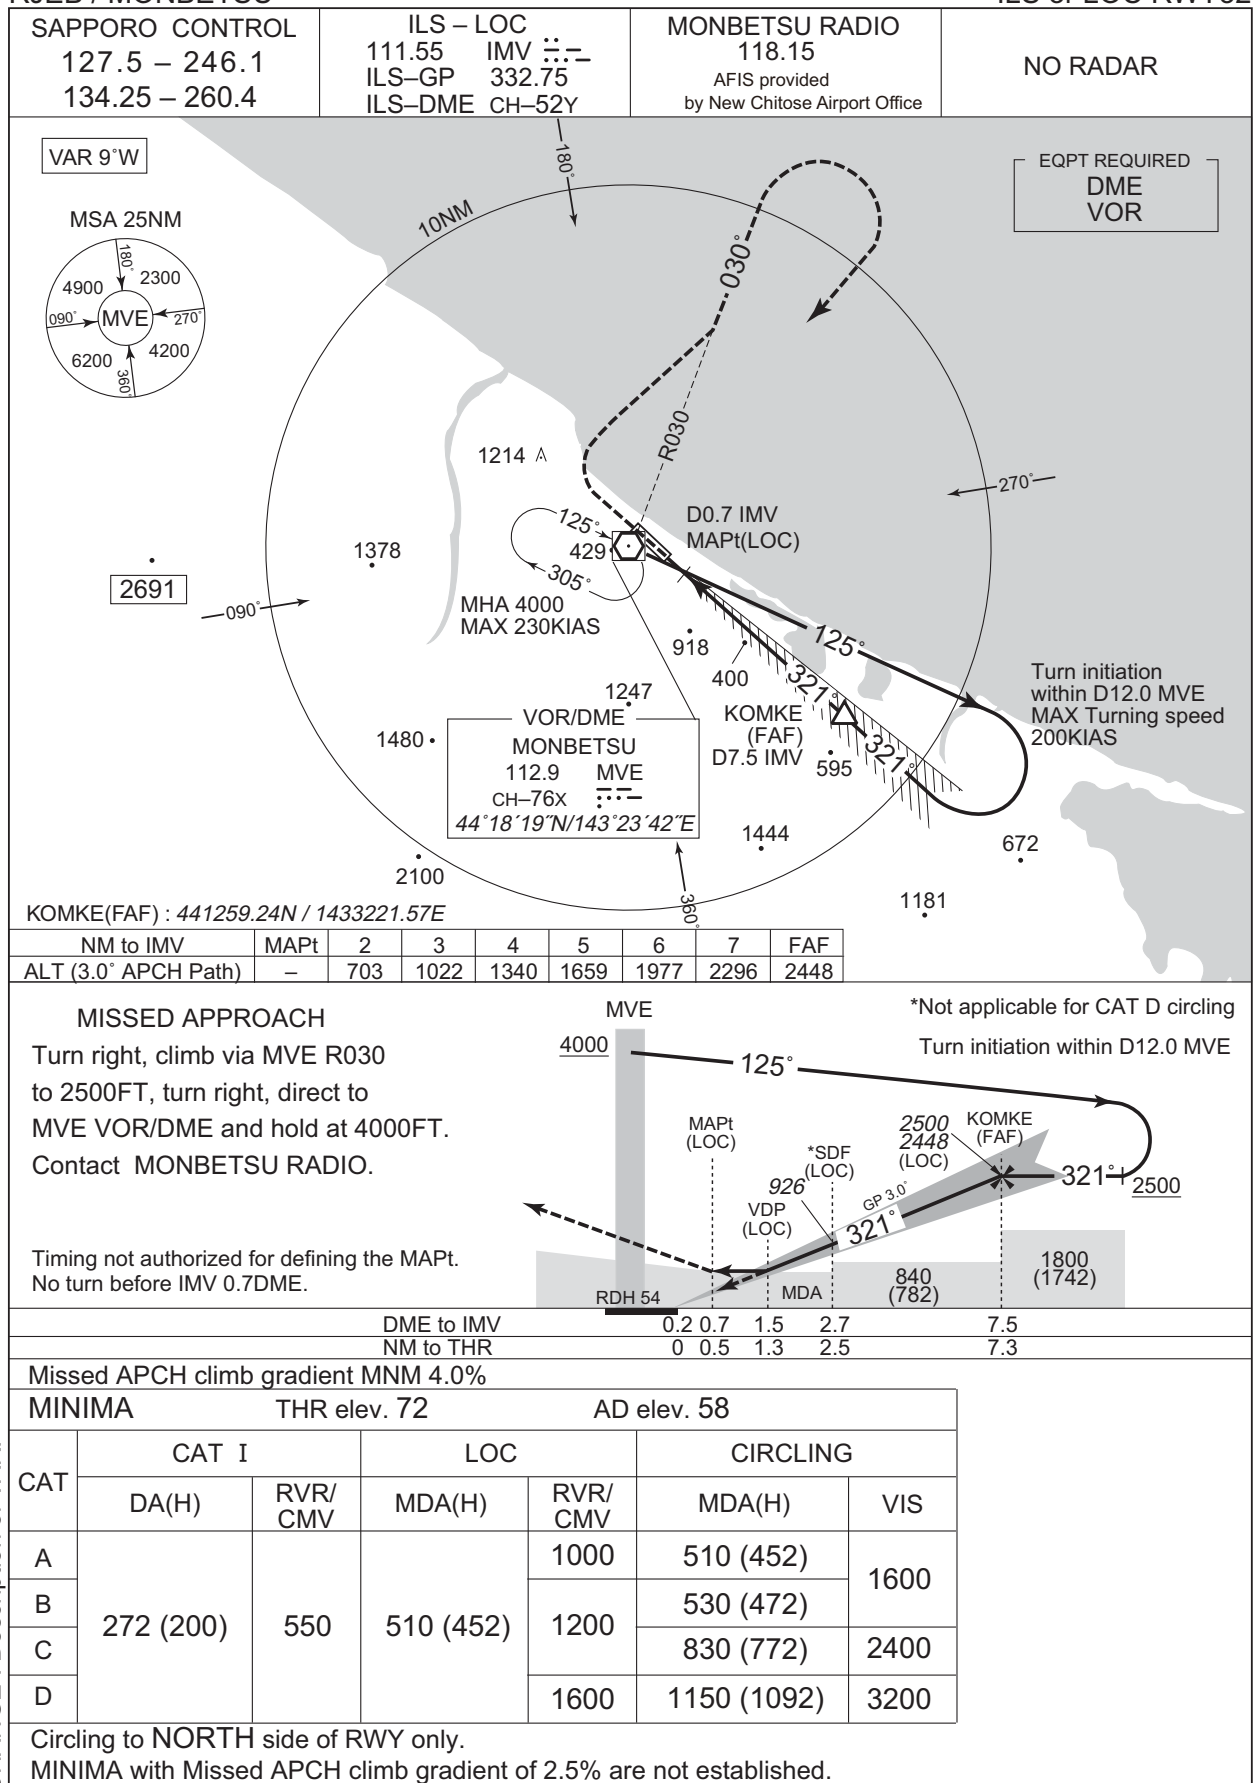 SAPPORO CONTROL
127.5 – 246.1
134.25 – 260.4
ILS – LOC
111.55 IMV
ILS–GP 332.75
ILS–DME CH–52Y
MONBETSU RADIO
118.15
AFIS provided
by New Chitose Airport Office
NO RADAR
VAR 9˚W
EQPT REQUIRED
DME
VOR
MSA 25NM
180˚
4900
2300
090˚
MVE
270˚
6200
4200
360˚
180˚
10NM
030˚
R030
1214
270˚
125˚
429
305˚
D0.7 IMV
MAPt(LOC)
1378
2691
090˚
MHA 4000
MAX 230KIAS
918
400
125˚
321˚
Turn initiation
within D12.0 MVE
MAX Turning speed
200KIAS
1247
KOMKE
(FAF)
D7.5 IMV
595
321˚
1480
VOR/DME
MONBETSU
112.9 MVE
CH–76X
44˚18´19˝N/143˚23´42˝E
1444
672
2100
1181
360˚
KOMKE(FAF) : 441259.24N / 1433221.57E
NM to IMV MAPt 2 3 4 5 6 7 FAF
ALT (3.0˚ APCH Path) – 703 1022 1340 1659 1977 2296 2448
MISSED APPROACH
Turn right, climb via MVE R030
to 2500FT, turn right, direct to
MVE VOR/DME and hold at 4000FT.
Contact MONBETSU RADIO.
Timing not authorized for defining the MAPt.
No turn before IMV 0.7DME.
MVE
*Not applicable for CAT D circling
Turn initiation within D12.0 MVE
4000
125˚
MAPt
(LOC)
*SDF
(LOC)
926
VDP
(LOC)
2500
2448
(LOC)
KOMKE
(FAF)
GP 3.0˚
321˚
321˚
2500
1800
(1742)
840
(782)
MDA
RDH 54
DME to IMV 0.2 0.7 1.5 2.7 7.5
NM to THR 0 0.5 1.3 2.5 7.3
Missed APCH climb gradient MNM 4.0%
MINIMA THR elev. 72 AD elev. 58
CAT CAT I LOC CIRCLING
DA(H) RVR/CMV MDA(H) RVR/CMV MDA(H) VIS
A 272 (200) 550 510 (452) 1000 510 (452) 1600
B 1200 530 (472)
C 830 (772) 2400
D 1600 1150 (1092) 3200
Circling to NORTH side of RWY only.
MINIMA with Missed APCH climb gradient of 2.5% are not established.